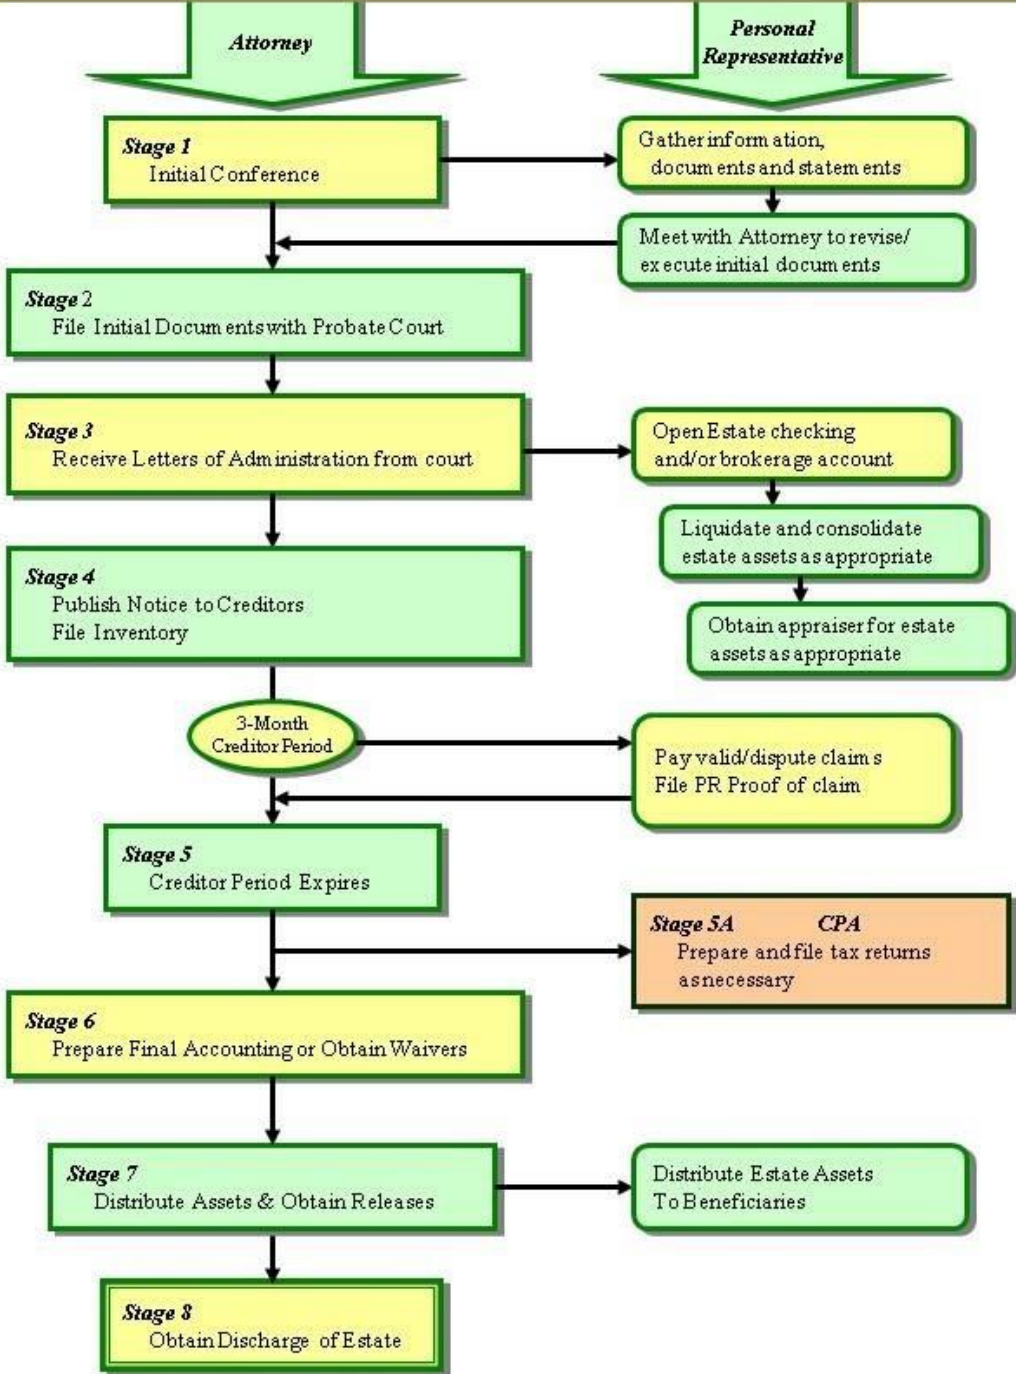 Attorney
Personal
Representative
Stage 1
Initial Conference
Gather information,
documents and statements
Meet with Attorney to revise/
execute initial documents
Stage 2
File Initial Documents with Probate Court
Stage 3
Receive Letters of Administration from court
Open Estate checking
and/or brokerage account
Liquidate and consolidate
estate assets as appropriate
Stage 4
Publish Notice to Creditors
File Inventory
Obtain appraiser for estate
assets as appropriate
3-Month
Creditor Period
Pay valid/dispute claims
File PR Proof of claim
Stage 5
Creditor Period Expires
Stage 5A CPA
Prepare and file tax returns
as necessary
Stage 6
Prepare Final Accounting or Obtain Waivers
Stage 7
Distribute Assets & Obtain Releases
Distribute Estate Assets
To Beneficiaries
Stage 8
Obtain Discharge of Estate